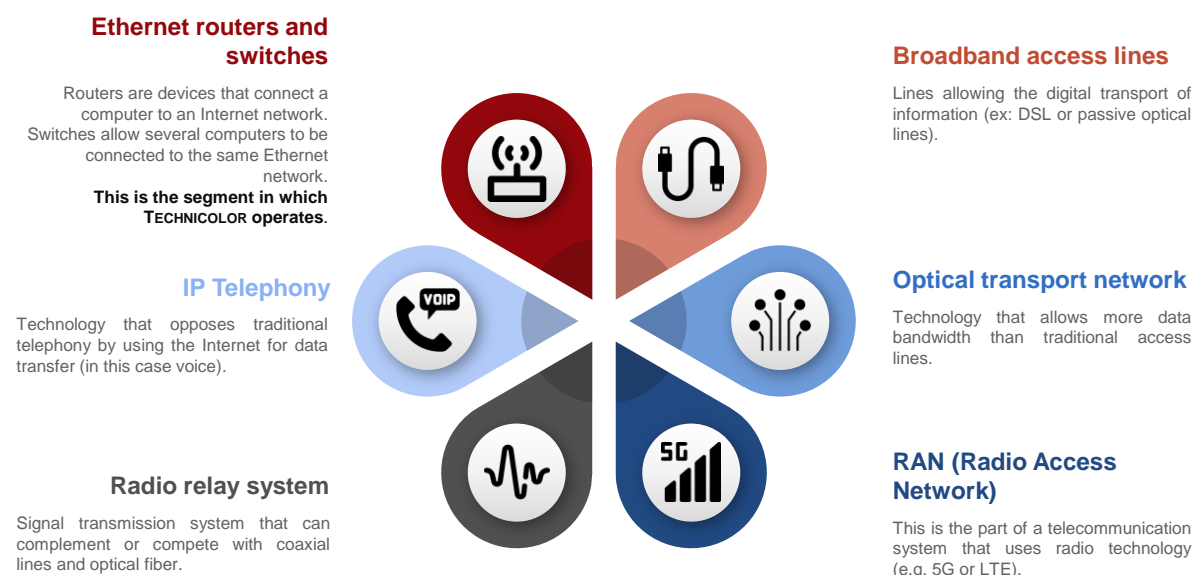 Ethernet routers and
switches
Routers are devices that connect a
computer to an Internet network.
Switches allow several computers to be
connected to the same Ethernet
network.
This is the segment in which
TECHNICOLOR operates.
IP Telephony
Technology that opposes traditional
telephony by using the Internet for data
transfer (in this case voice).
Radio relay system
Signal transmission system that can
complement or compete with coaxial
lines and optical fiber.
VOIP
5G
Broadband access lines
Lines allowing the digital transport of
information (ex: DSL or passive optical
lines).
Optical transport network
Technology that allows more data
bandwidth than traditional access
lines.
RAN (Radio Access
Network)
This is the part of a telecommunication
system that uses radio technology
(e.g. 5G or LTE).